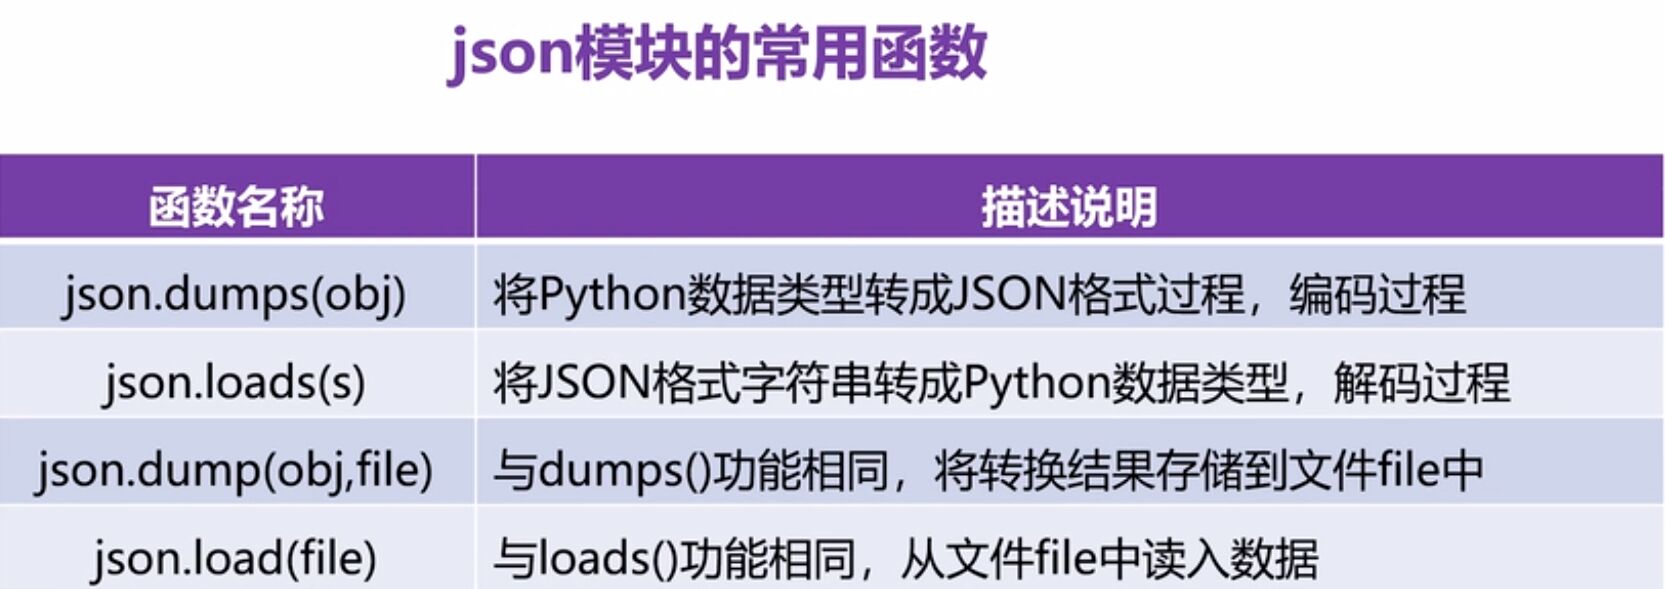 json模块的常用函数
函数名称 描述说明
json.dumps(obj) 将Python数据类型转成JSON格式过程，编码过程
json.loads(s) 将JSON格式字符串转成Python数据类型，解码过程
json.dump(obj,file) 与dumps()功能相同，将转换结果存储到文件file中
json.load(file) 与loads()功能相同，从文件file中读入数据